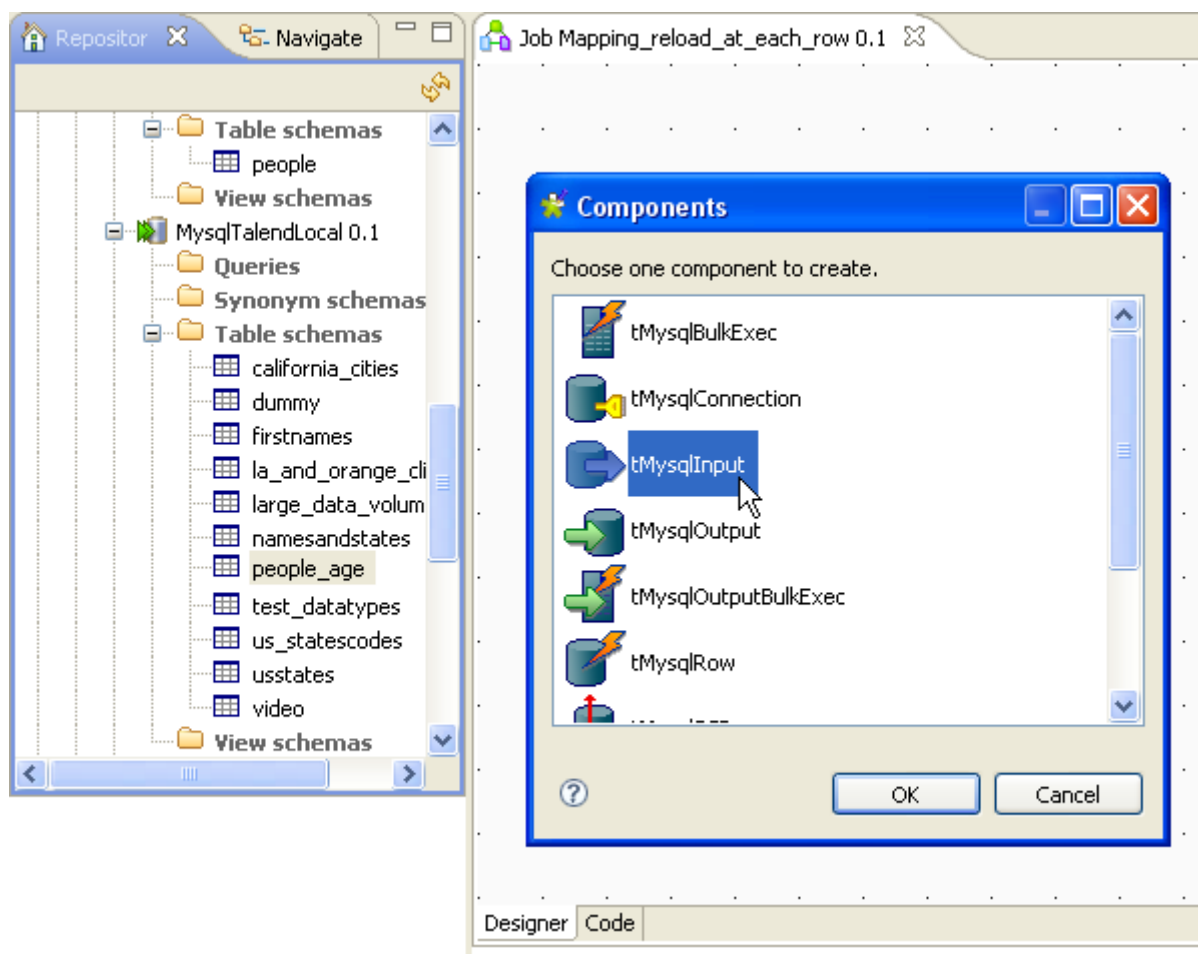 Repositor
Navigate
Table schemas
people
View schemas
MysqlTalendLocal 0.1
Queries
Synonym schemas
Table schemas
california_cities
dummy
firstnames
la_and_orange_cli
large_data_volum
namesandstates
people_age
test_datatypes
us_statescodes
usstates
video
View schemas
Job Mapping_reload_at_each_row 0.1
Components
Choose one component to create.
tMysqlBulkExec
tMysqlConnection
tMysqlInput
tMysqlOutput
tMysqlOutputBulkExec
tMysqlRow
?
OK
Cancel
Designer
Code